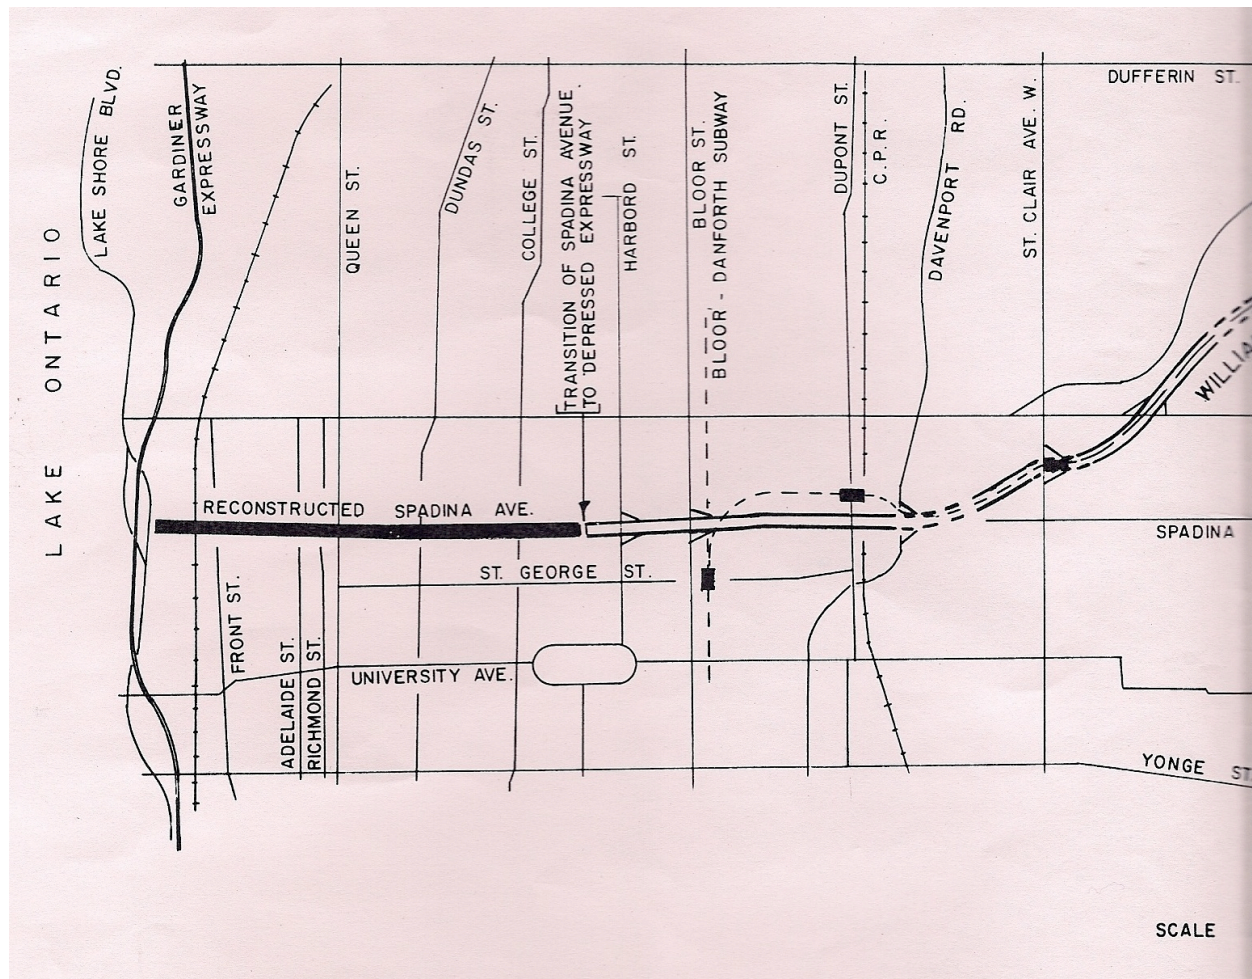 LAKE ONTARIO
LAKE SHORE BLVD.
GARDINER
EXPRESSWAY
QUEEN ST.
DUNDAS ST.
COLLEGE ST.
TRANSITION OF SPADINA AVENUE
TO DEPRESSED EXPRESSWAY
HARBORD ST.
BLOOR ST.
BLOOR - DANFORTH SUBWAY
DUPONT ST.
C.P.R.
DAVENPORT RD.
ST. CLAIR AVE. W.
DUFFERIN ST.
WILLIA
RECONSTRUCTED SPADINA AVE.
SPADINA
ST. GEORGE ST.
FRONT ST.
ADELAIDE ST.
RICHMOND ST.
UNIVERSITY AVE.
YONGE ST.
SCALE